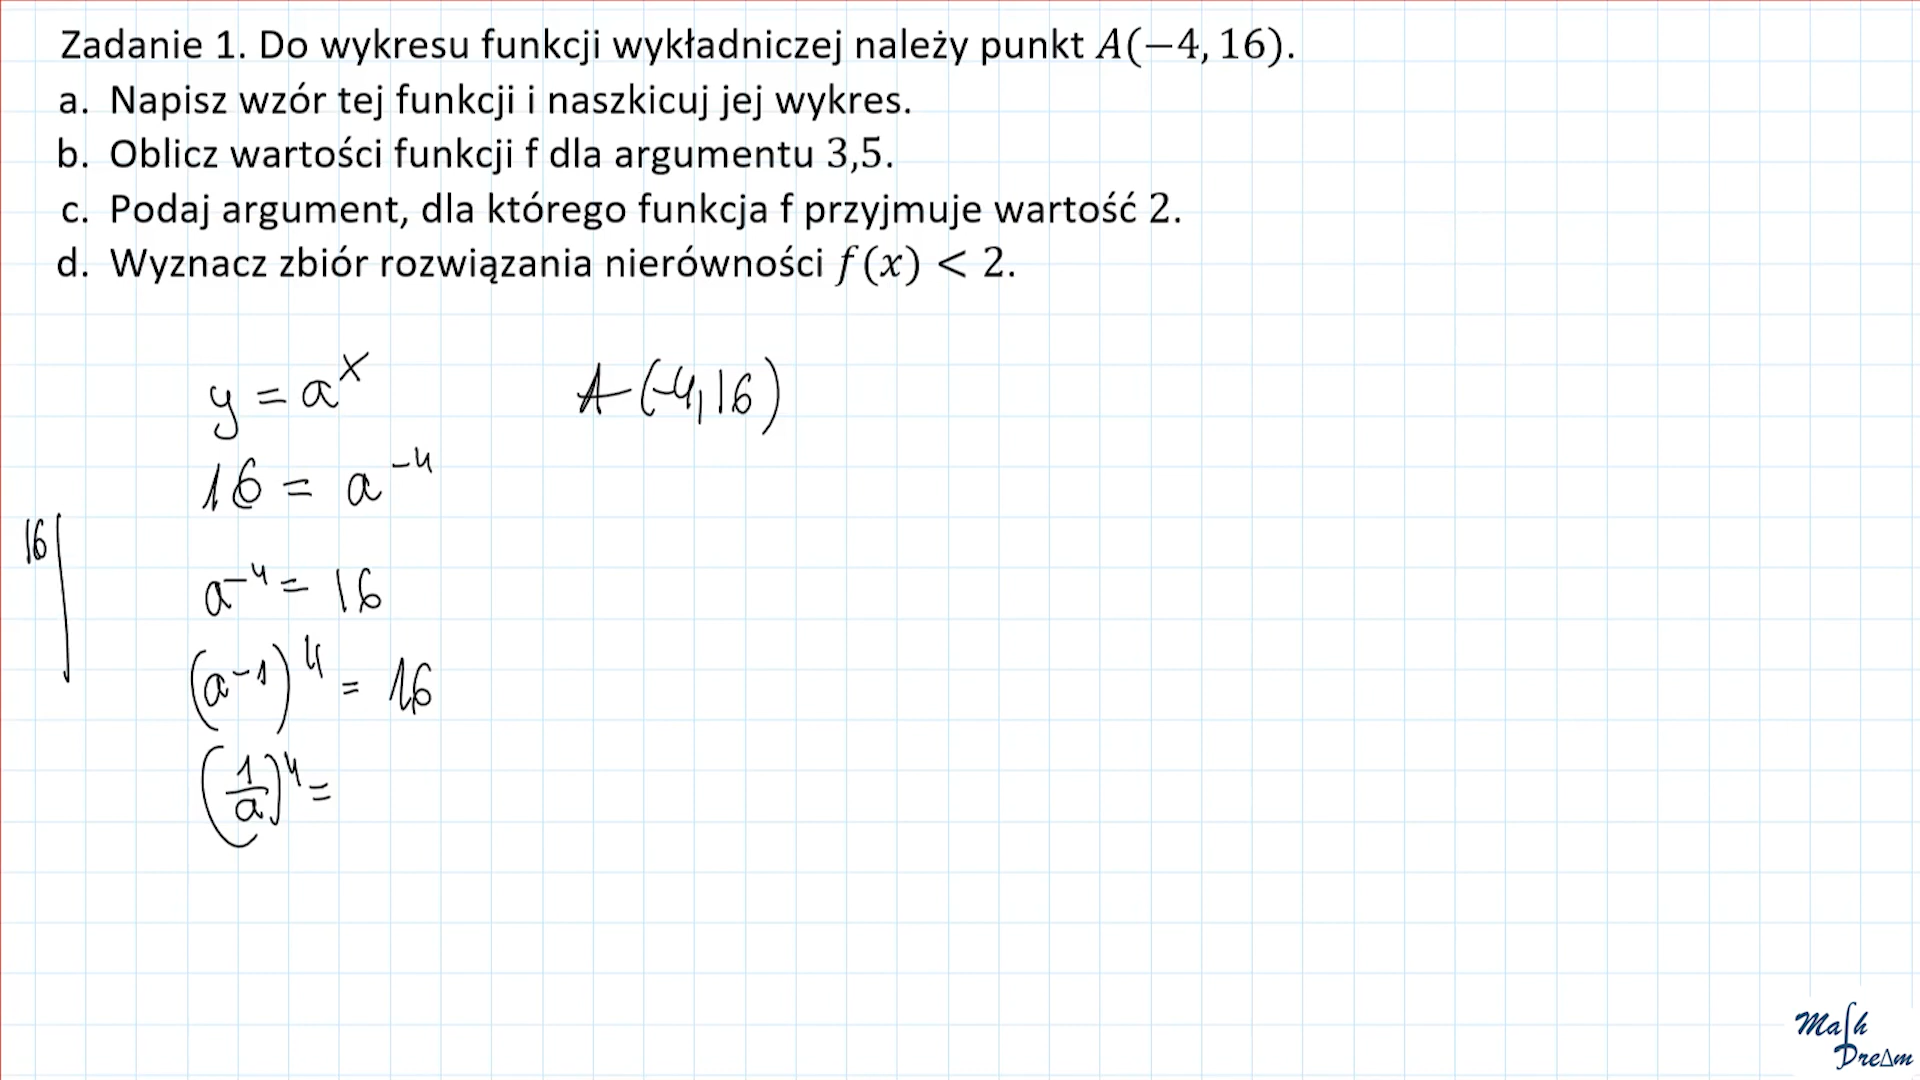 Zadanie 1. Do wykresu funkcji wykładniczej należy punkt A(−4, 16).
a. Napisz wzór tej funkcji i naszkicuj jej wykres.
b. Oblicz wartości funkcji f dla argumentu 3,5.
c. Podaj argument, dla którego funkcja f przyjmuje wartość 2.
d. Wyznacz zbiór rozwiązania nierówności f(x) < 2.
y = a^x
A(-4,16)
16 = a^-4
16|
a^-4 = 16
(a^-1)^4 = 16
(1/a)^4 =
Math
Dream